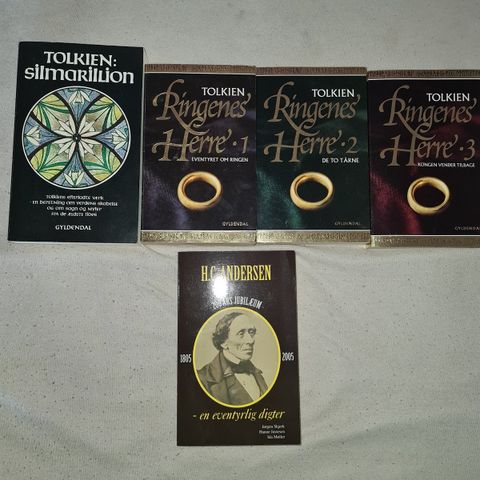 TOLKIEN:
silmarillion
Tolkiens efterladte værk
- en beretning om verdens skabelse
og om sagn og myter
fra de ældste tider
GYLDENDAL
TOLKIEN
Ringenes
Herre · 1
EVENTYRET OM RINGEN
GYLDENDAL
TOLKIEN
Ringenes
Herre · 2
DE TO TÅRNE
GYLDENDAL
TOLKIEN
Ringenes
Herre · 3
KONGEN VENDER TILBAGE
GYLDENDAL
H.C. ANDERSEN
ÅRS JUBILÆUM
1805
2005
- en eventyrlig digter